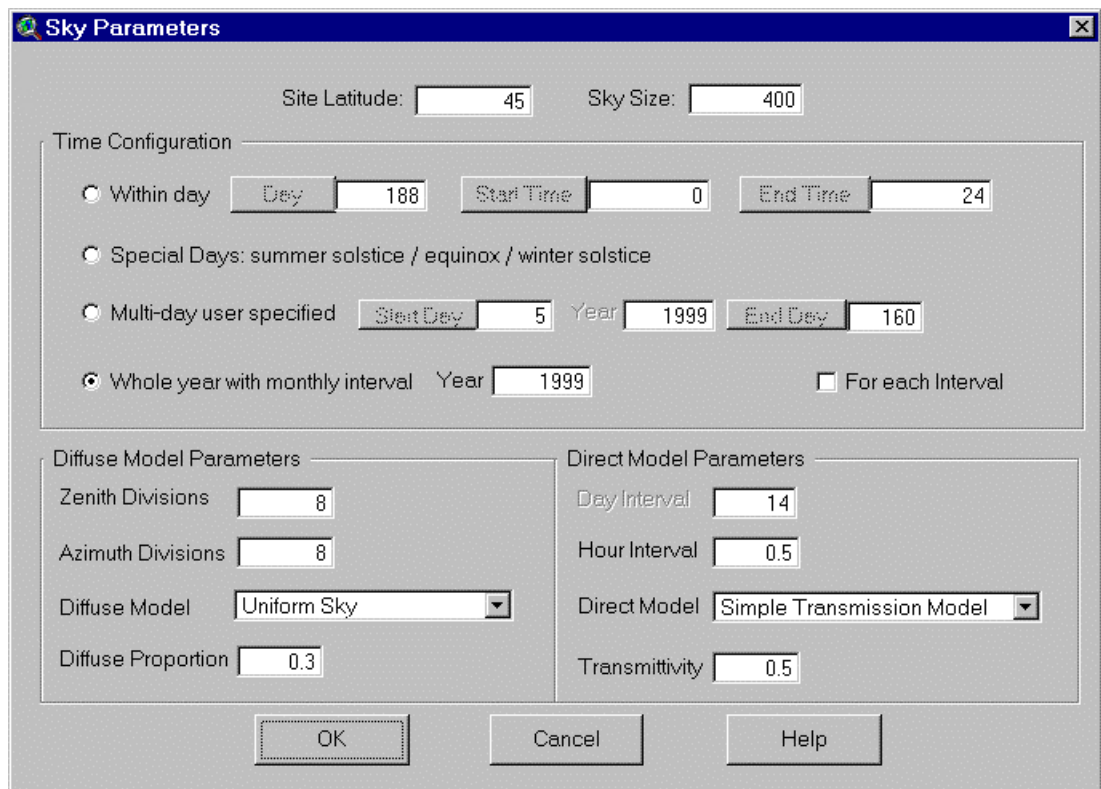 Sky Parameters
Site Latitude: 45 Sky Size: 400
Time Configuration
Within day Day 188 Start Time 0 End Time 24
Special Days: summer solstice / equinox / winter solstice
Multi-day user specified Start Day 5 Year 1999 End Day 160
Whole year with monthly interval Year 1999 For each Interval
Diffuse Model Parameters
Zenith Divisions 8
Azimuth Divisions 8
Diffuse Model Uniform Sky
Diffuse Proportion 0.3
Direct Model Parameters
Day Interval 14
Hour Interval 0.5
Direct Model Simple Transmission Model
Transmittivity 0.5
OK Cancel Help